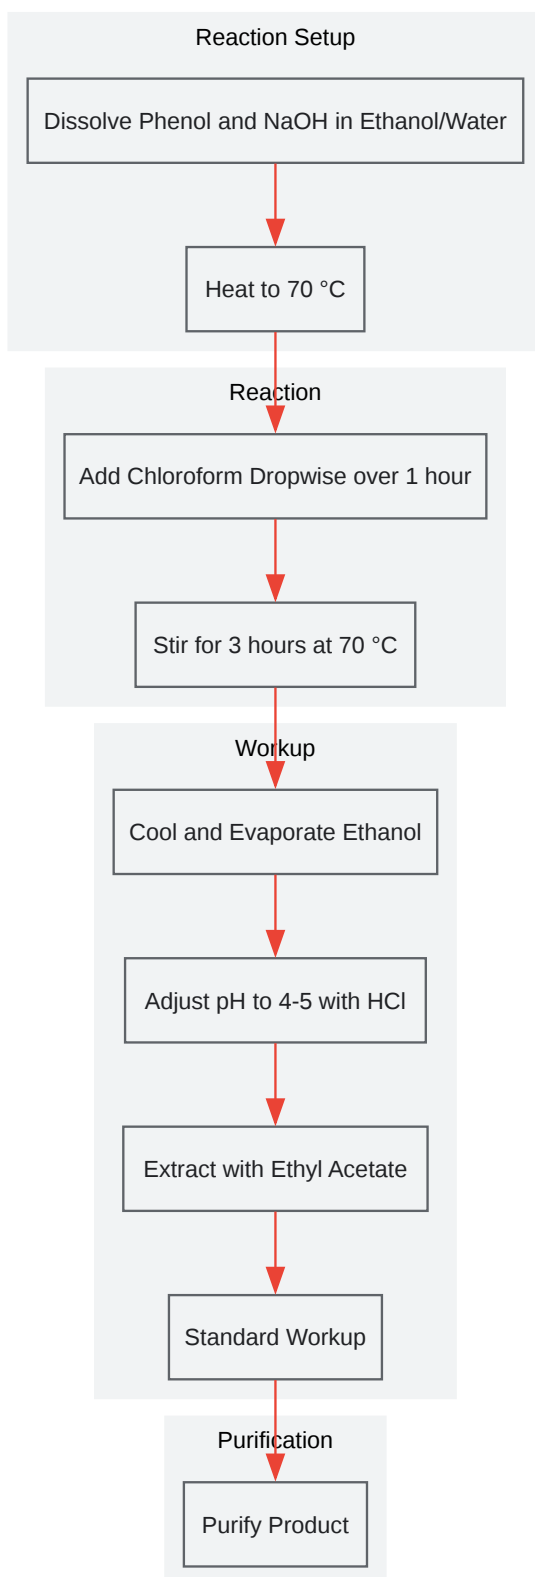 Reaction Setup
Dissolve Phenol and NaOH in Ethanol/Water
Heat to 70 °C
Reaction
Add Chloroform Dropwise over 1 hour
Stir for 3 hours at 70 °C
Workup
Cool and Evaporate Ethanol
Adjust pH to 4-5 with HCl
Extract with Ethyl Acetate
Standard Workup
Purification
Purify Product